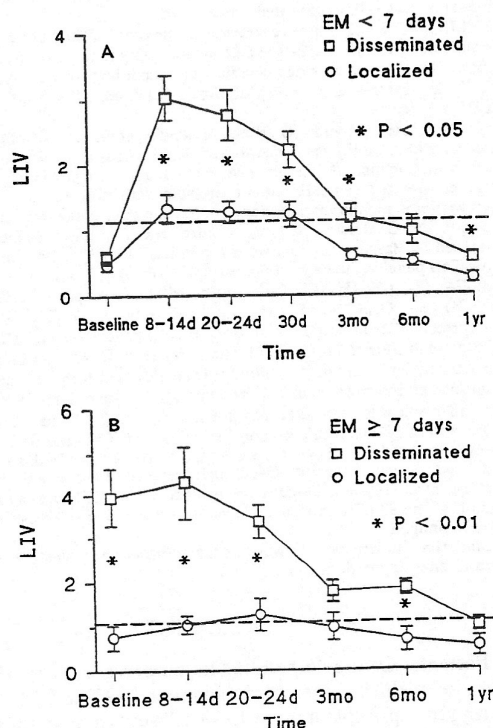 EM < 7 days
A
□ Disseminated
○ Localized
* P < 0.05
4
2
0
LIV
*
*
*
*
*
Baseline 8-14d 20-24d 30d 3mo 6mo 1yr
Time
B
EM ≥ 7 days
□ Disseminated
○ Localized
* P < 0.01
6
4
2
0
LIV
*
*
*
*
Baseline 8-14d 20-24d 3mo 6mo 1yr
Time